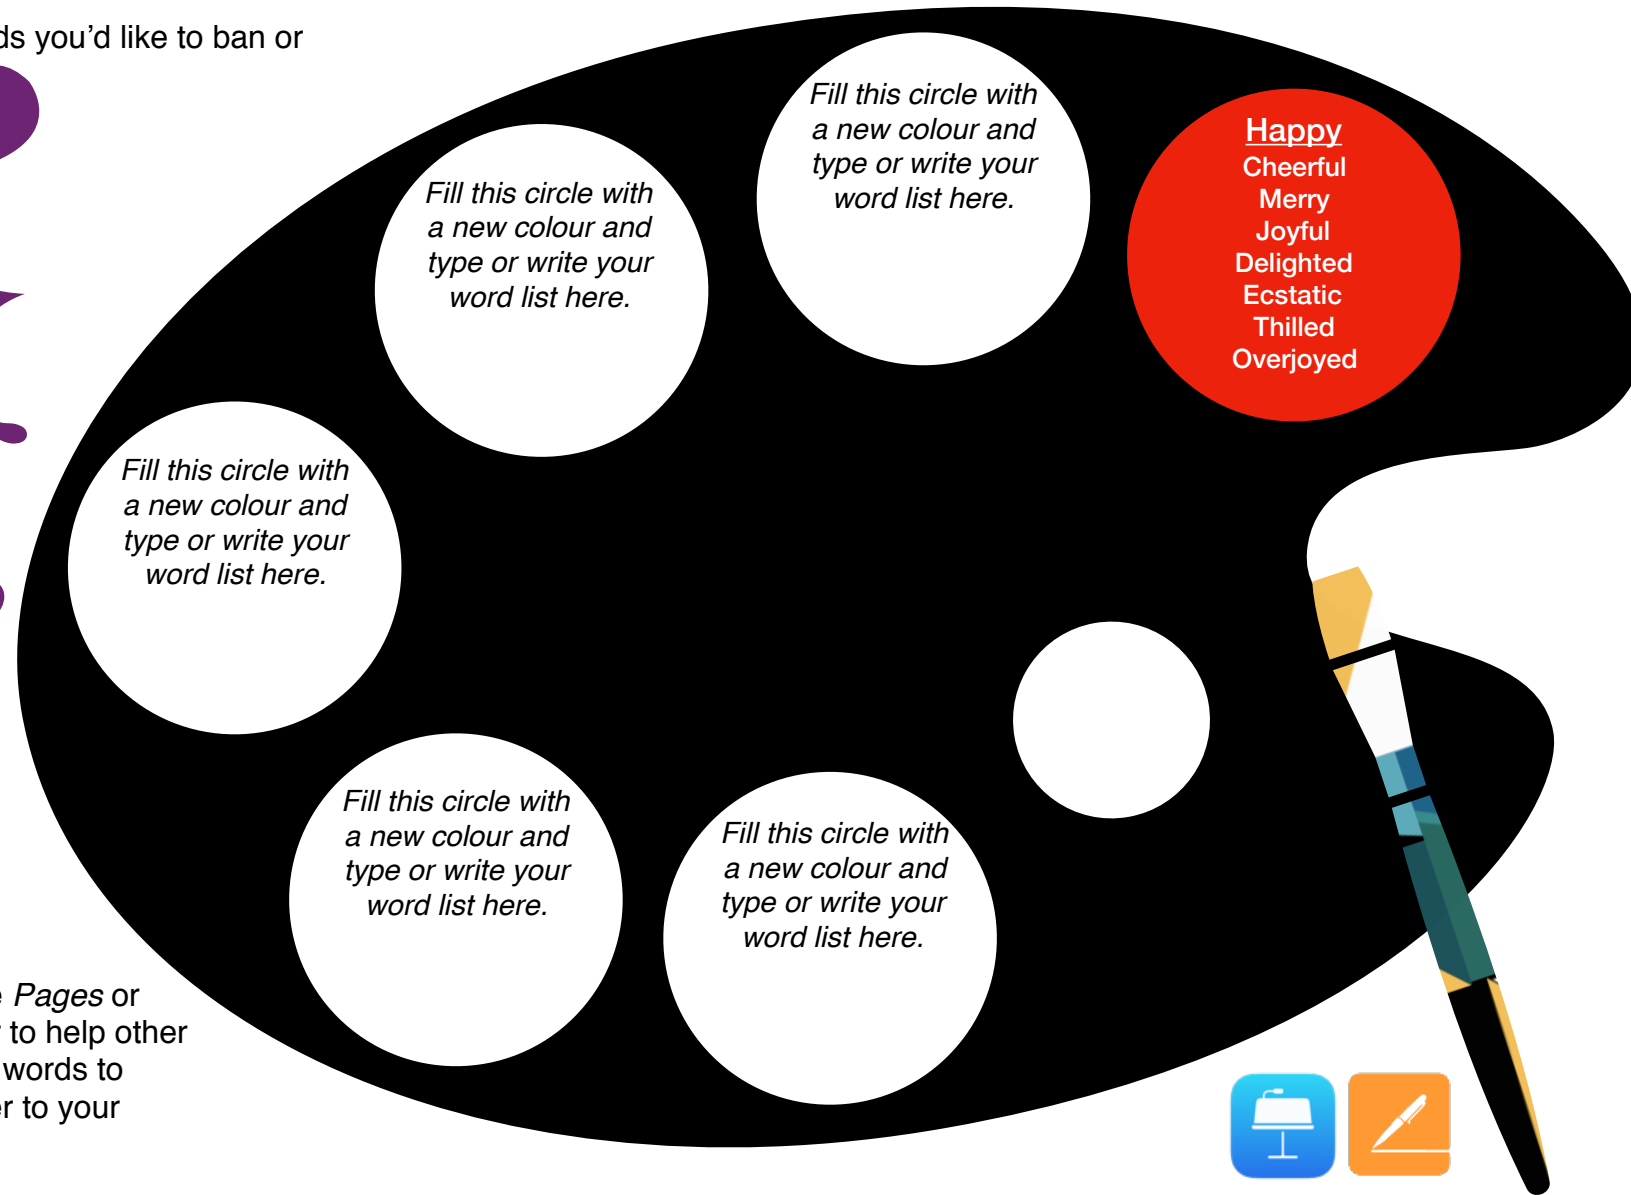 ds you’d like to ban or
Fill this circle with
a new colour and
type or write your
word list here.
Happy
Cheerful
Merry
Joyful
Delighted
Ecstatic
Thilled
Overjoyed
Fill this circle with
a new colour and
type or write your
word list here.
Fill this circle with
a new colour and
type or write your
word list here.
Fill this circle with
a new colour and
type or write your
word list here.
Fill this circle with
a new colour and
type or write your
word list here.
e Pages or
r to help other
words to
er to your